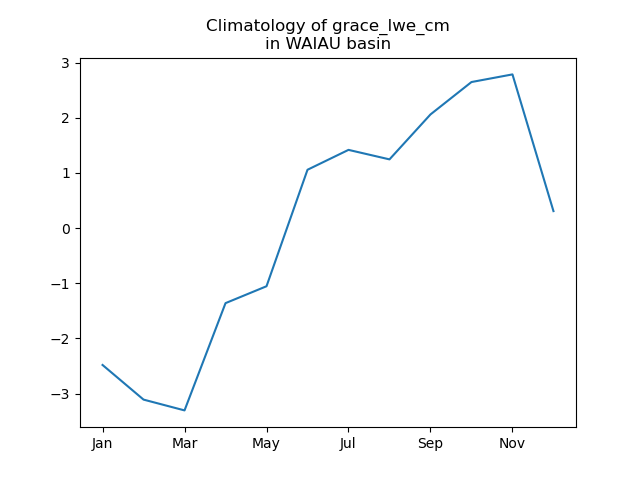 Climatology of grace_lwe_cm
in WAIAU basin
3
2
1
0
−1
−2
−3
Jan
Mar
May
Jul
Sep
Nov